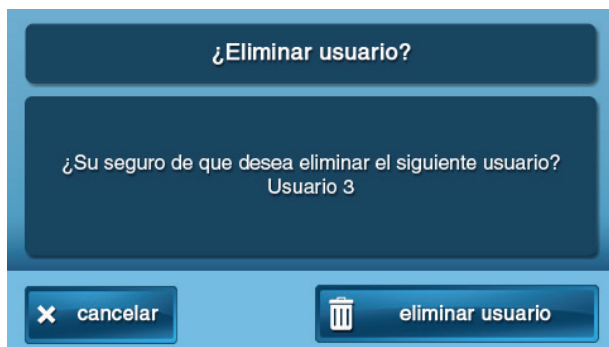 ¿Eliminar usuario?
¿Su seguro de que desea eliminar el siguiente usuario?
Usuario 3
cancelar
eliminar usuario